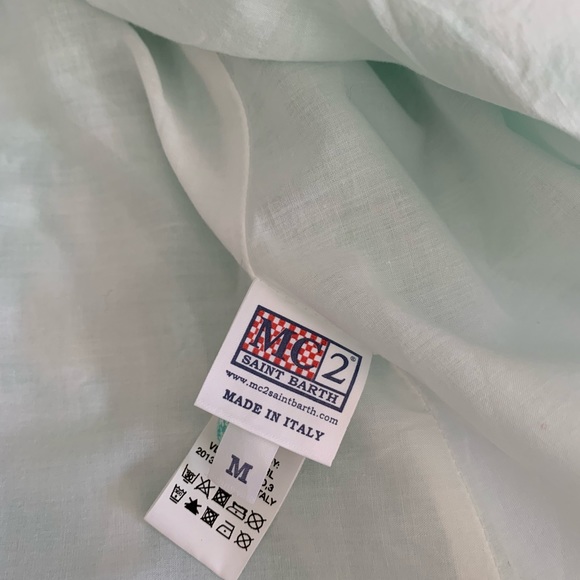 MC2®
SAINT BARTH
www.mc2saintbarth.com
MADE IN ITALY
M